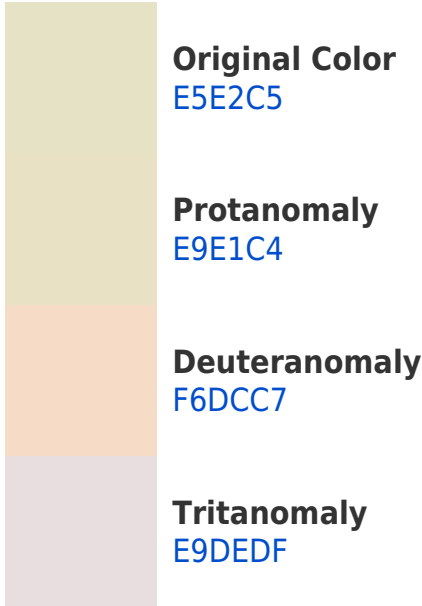 Original Color
E5E2C5
Protanomaly
E9E1C4
Deuteranomaly
F6DCC7
Tritanomaly
E9DEDF